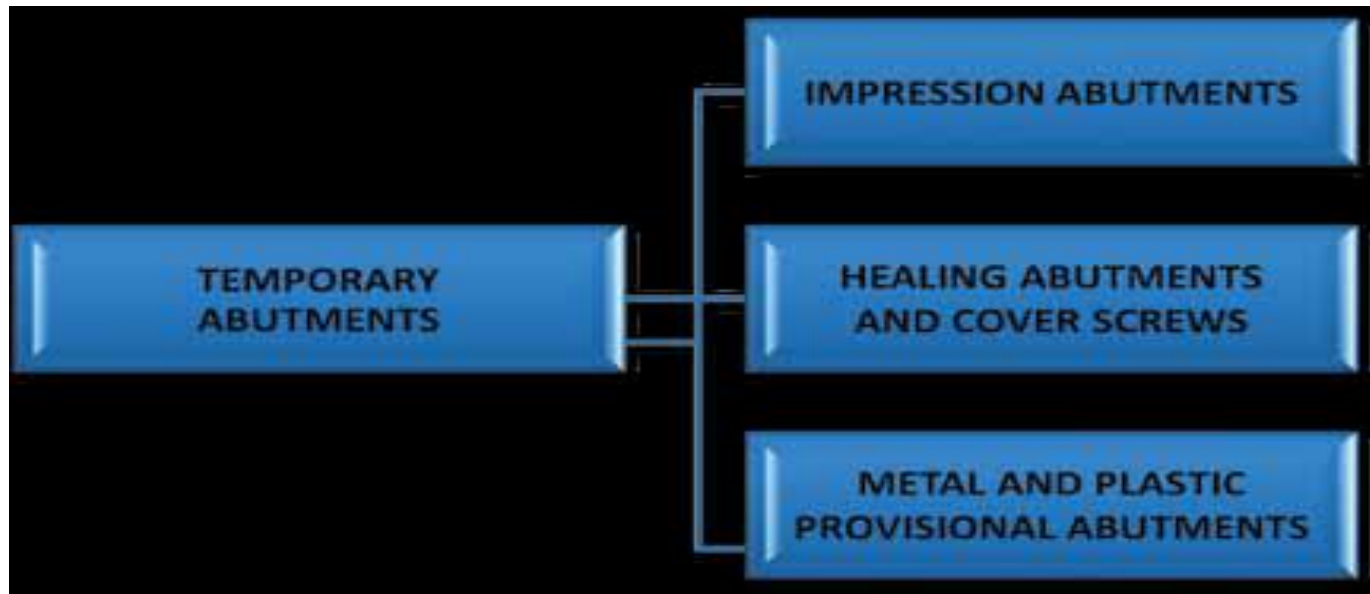 IMPRESSION ABUTMENTS
TEMPORARY
ABUTMENTS
HEALING ABUTMENTS
AND COVER SCREWS
METAL AND PLASTIC
PROVISIONAL ABUTMENTS